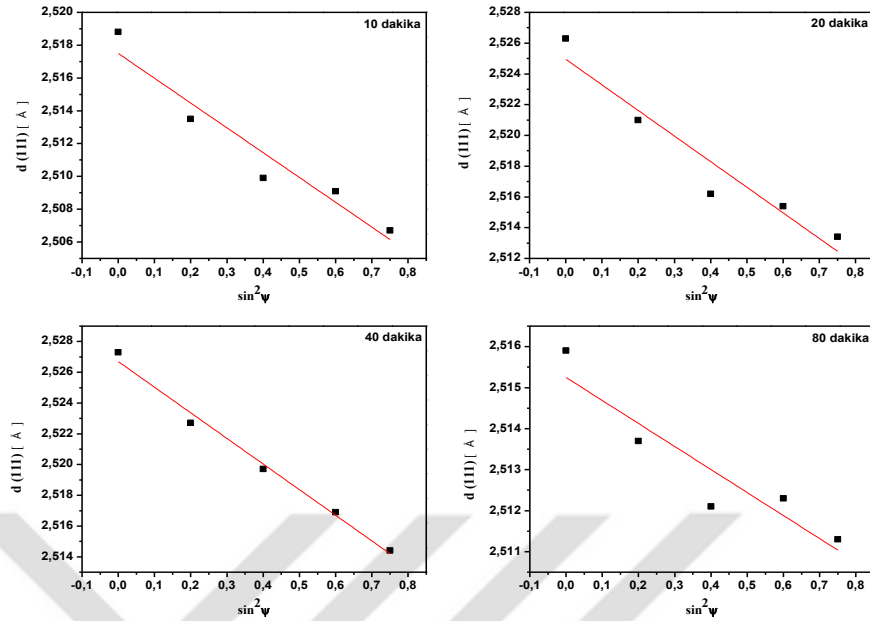 10 dakika
2,520
2,518
2,516
2,514
2,512
2,510
2,508
2,506
d (111) [ Å ]
-0,1 0,0 0,1 0,2 0,3 0,4 0,5 0,6 0,7 0,8
sin²ψ
20 dakika
2,528
2,526
2,524
2,522
2,520
2,518
2,516
2,514
2,512
d (111) [ Å ]
-0,1 0,0 0,1 0,2 0,3 0,4 0,5 0,6 0,7 0,8
sin²ψ
40 dakika
2,528
2,526
2,524
2,522
2,520
2,518
2,516
2,514
d (111) [ Å ]
-0,1 0,0 0,1 0,2 0,3 0,4 0,5 0,6 0,7 0,8
sin²ψ
80 dakika
2,516
2,515
2,514
2,513
2,512
2,511
d (111) [ Å ]
-0,1 0,0 0,1 0,2 0,3 0,4 0,5 0,6 0,7 0,8
sin²ψ